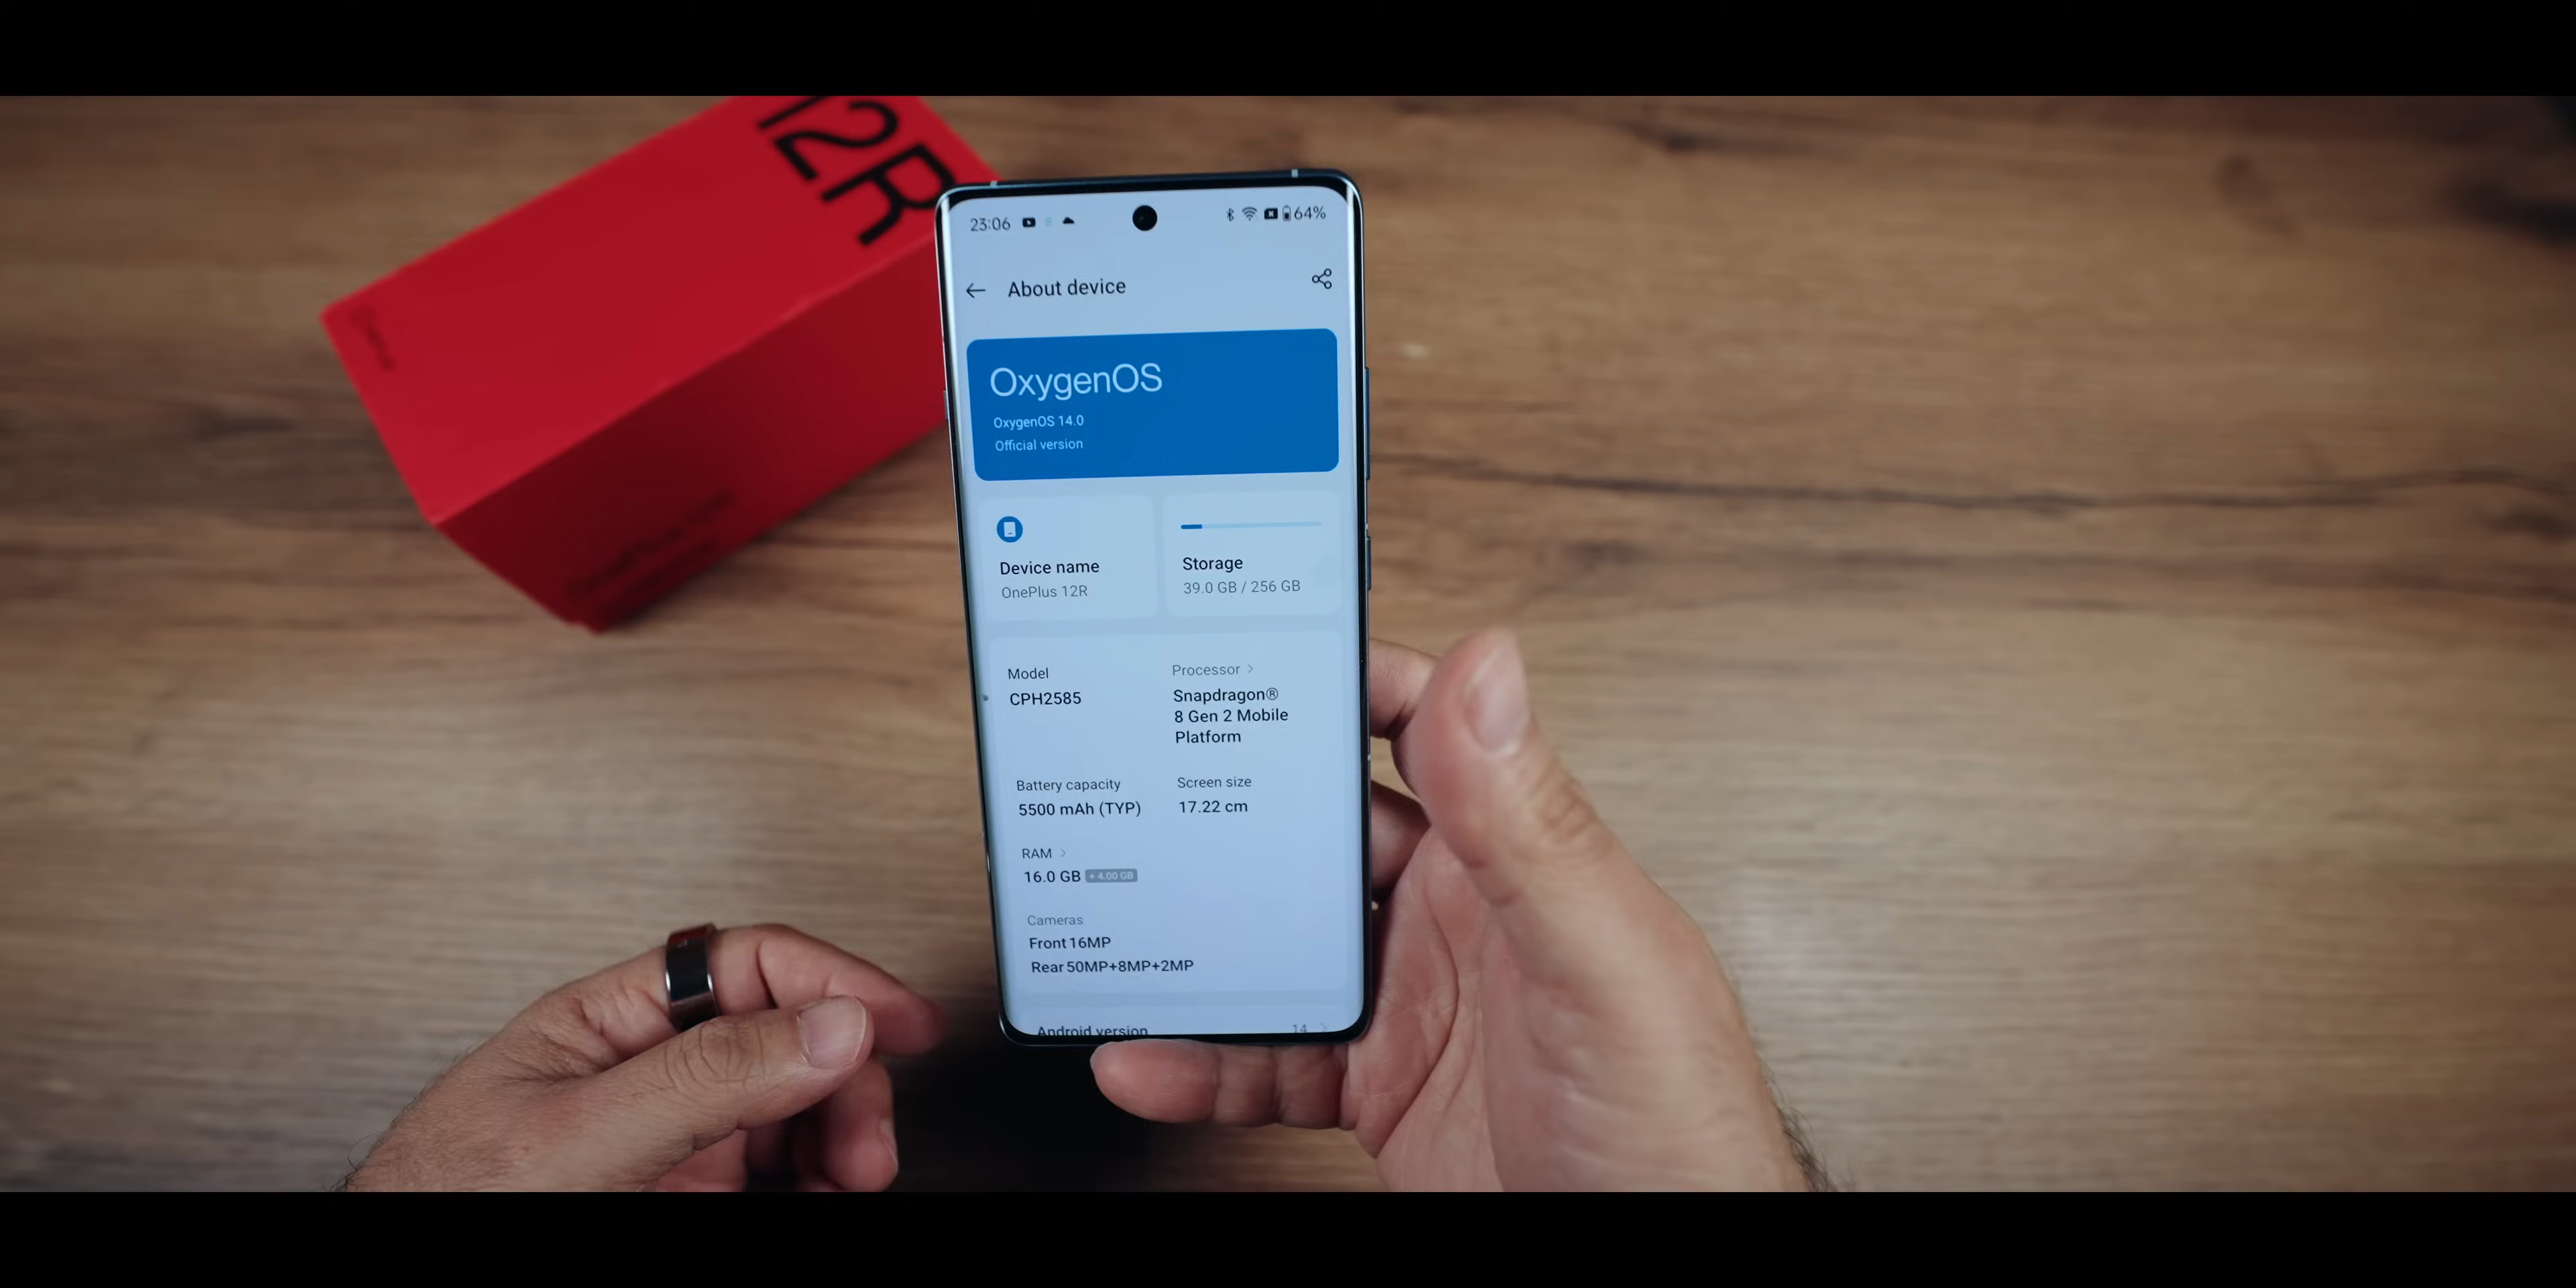 12R
23:06
64%
About device
OxygenOS
OxygenOS 14.0
Official version
Device name
OnePlus 12R
Storage
39.0 GB / 256 GB
Model
CPH2585
Processor
Snapdragon®
8 Gen 2 Mobile
Platform
Battery capacity
5500 mAh (TYP)
Screen size
17.22 cm
RAM
16.0 GB + 4.00 GB
Cameras
Front 16MP
Rear 50MP+8MP+2MP
Android version 14